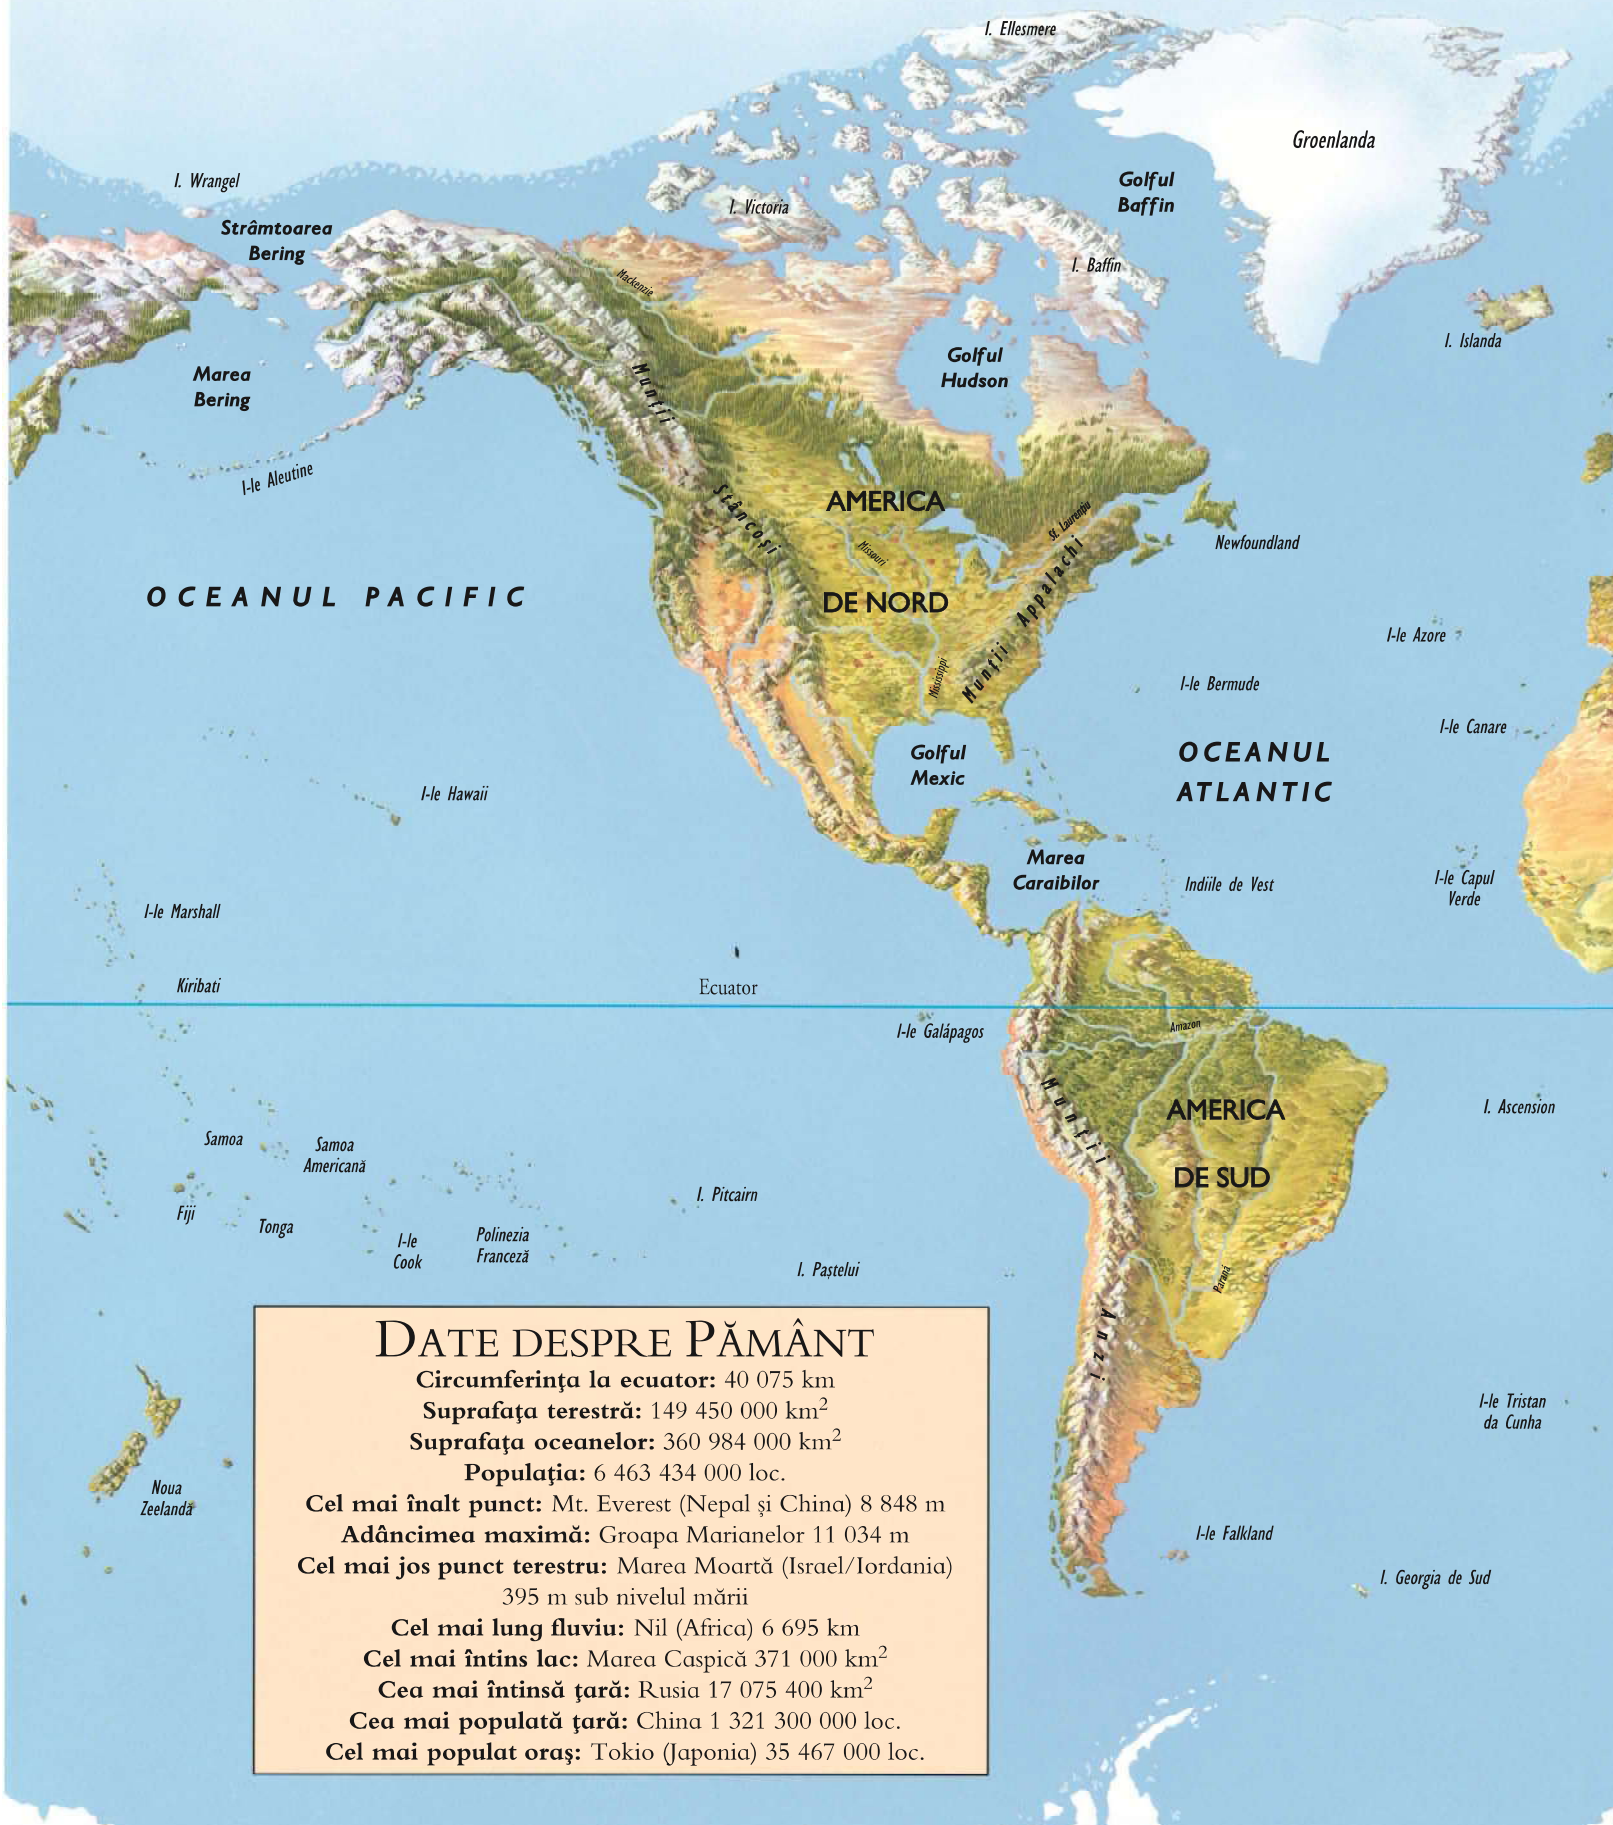 I. Ellesmere
Groenlanda
I. Wrangel
Golful
Baffin
I. Victoria
Strâmtoarea
Bering
I. Baffin
Mackenzie
I. Islanda
Golful
Hudson
Marea
Bering
Munții
Stâncoși
I-le Aleutine
AMERICA
DE NORD
Sf. Laurențiu
Newfoundland
Missouri
OCEANUL PACIFIC
Munții Appalachi
I-le Azore
Mississippi
I-le Bermude
I-le Canare
OCEANUL
ATLANTIC
Golful
Mexic
I-le Hawaii
Marea
Caraibilor
Indiile de Vest
I-le Capul
Verde
I-le Marshall
Kiribati
Ecuator
I-le Galápagos
Amazon
Munții
Anzi
AMERICA
DE SUD
I. Ascension
Samoa
Samoa
Americană
I. Pitcairn
Fiji
Tonga
I-le
Cook
Polinezia
Franceză
I. Paștelui
Paraná
DATE DESPRE PĂMÂNT
Circumferinţa la ecuator: 40 075 km
Suprafaţa terestră: 149 450 000 km²
Suprafaţa oceanelor: 360 984 000 km²
Populaţia: 6 463 434 000 loc.
Cel mai înalt punct: Mt. Everest (Nepal și China) 8 848 m
Adâncimea maximă: Groapa Marianelor 11 034 m
Cel mai jos punct terestru: Marea Moartă (Israel/Iordania)
395 m sub nivelul mării
Cel mai lung fluviu: Nil (Africa) 6 695 km
Cel mai întins lac: Marea Caspică 371 000 km²
Cea mai întinsă ţară: Rusia 17 075 400 km²
Cea mai populată ţară: China 1 321 300 000 loc.
Cel mai populat oraş: Tokio (Japonia) 35 467 000 loc.
Noua
Zeelandă
I-le Tristan
da Cunha
I-le Falkland
I. Georgia de Sud